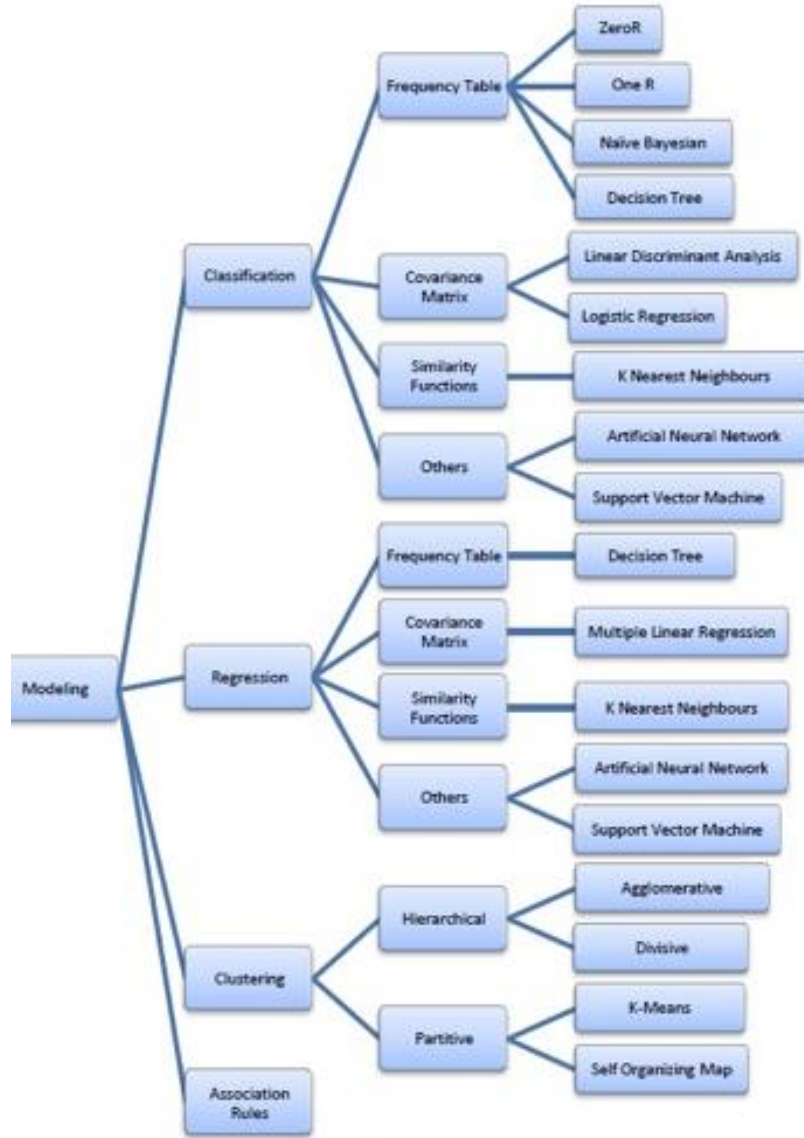 ZeroR
Frequency Table
One R
Naïve Bayesian
Decision Tree
Classification
Covariance
Matrix
Linear Discriminant Analysis
Logistic Regression
Similarity
Functions
K Nearest Neighbours
Others
Artificial Neural Network
Support Vector Machine
Modeling
Regression
Frequency Table
Decision Tree
Covariance
Matrix
Multiple Linear Regression
Similarity
Functions
K Nearest Neighbours
Others
Artificial Neural Network
Support Vector Machine
Clustering
Hierarchical
Agglomerative
Divisive
Partitive
K-Means
Self Organizing Map
Association
Rules